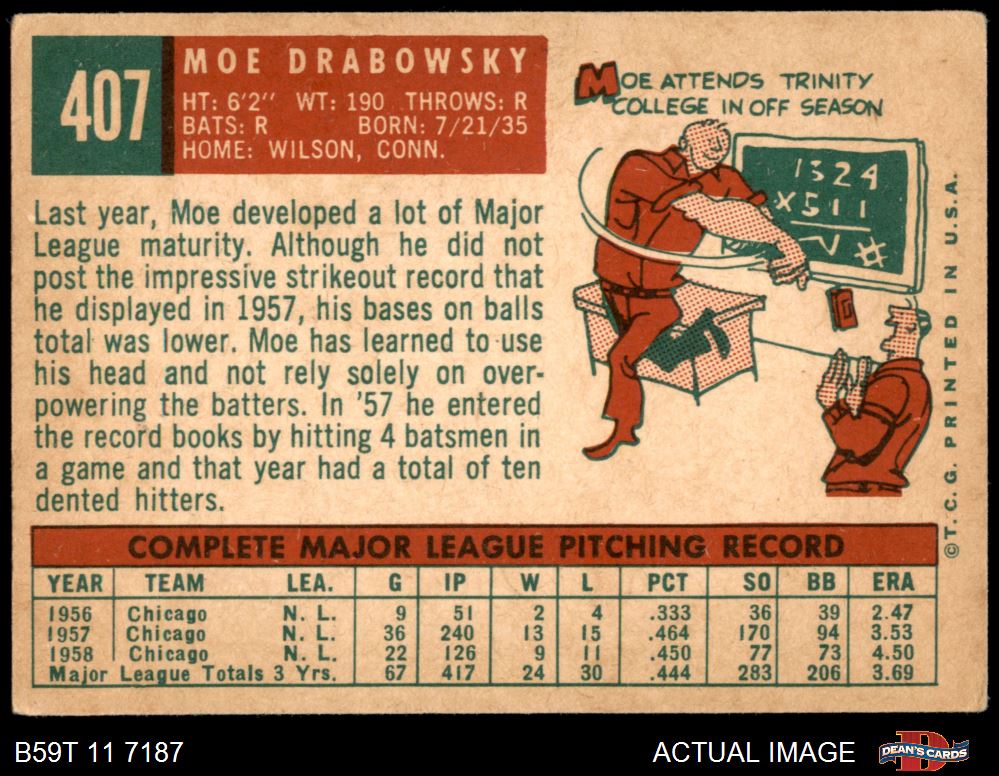 407
MOE DRABOWSKY
HT: 6'2" WT: 190 THROWS: R
BATS: R BORN: 7/21/35
HOME: WILSON, CONN.
MOE ATTENDS TRINITY
COLLEGE IN OFF SEASON
1324
X511
Last year, Moe developed a lot of Major
League maturity. Although he did not
post the impressive strikeout record that
he displayed in 1957, his bases on balls
total was lower. Moe has learned to use
his head and not rely solely on over-
powering the batters. In '57 he entered
the record books by hitting 4 batsmen in
a game and that year had a total of ten
dented hitters.
©T.C.G. PRINTED IN U.S.A.
COMPLETE MAJOR LEAGUE PITCHING RECORD
YEAR TEAM LEA. G IP W L PCT SO BB ERA
1956 Chicago N. L. 9 51 2 4 .333 36 39 2.47
1957 Chicago N. L. 36 240 13 15 .464 170 94 3.53
1958 Chicago N. L. 22 126 9 11 .450 77 73 4.50
Major League Totals 3 Yrs. 67 417 24 30 .444 283 206 3.69
B59T 11 7187
ACTUAL IMAGE
DEAN'S CARDS